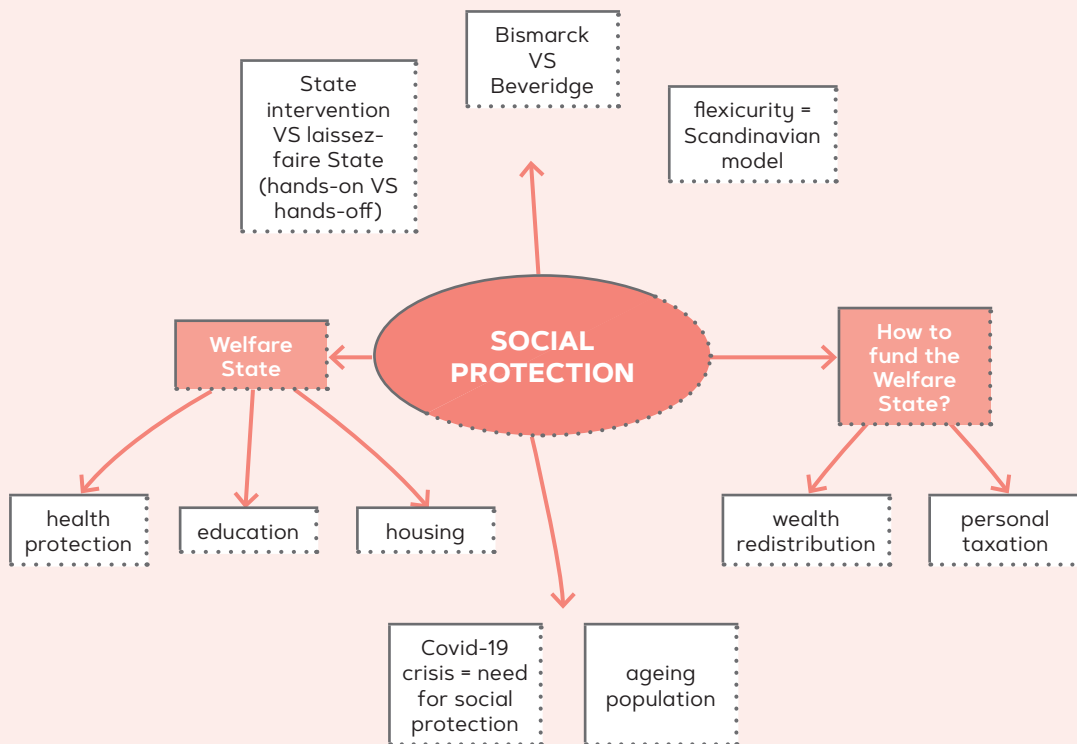 Bismarck
VS
Beveridge
State
intervention
VS laissez-
faire State
(hands-on VS
hands-off)
flexicurity =
Scandinavian
model
SOCIAL
PROTECTION
Welfare
State
How to
fund the
Welfare
State?
health
protection
education
housing
wealth
redistribution
personal
taxation
Covid-19
crisis = need
for social
protection
ageing
population